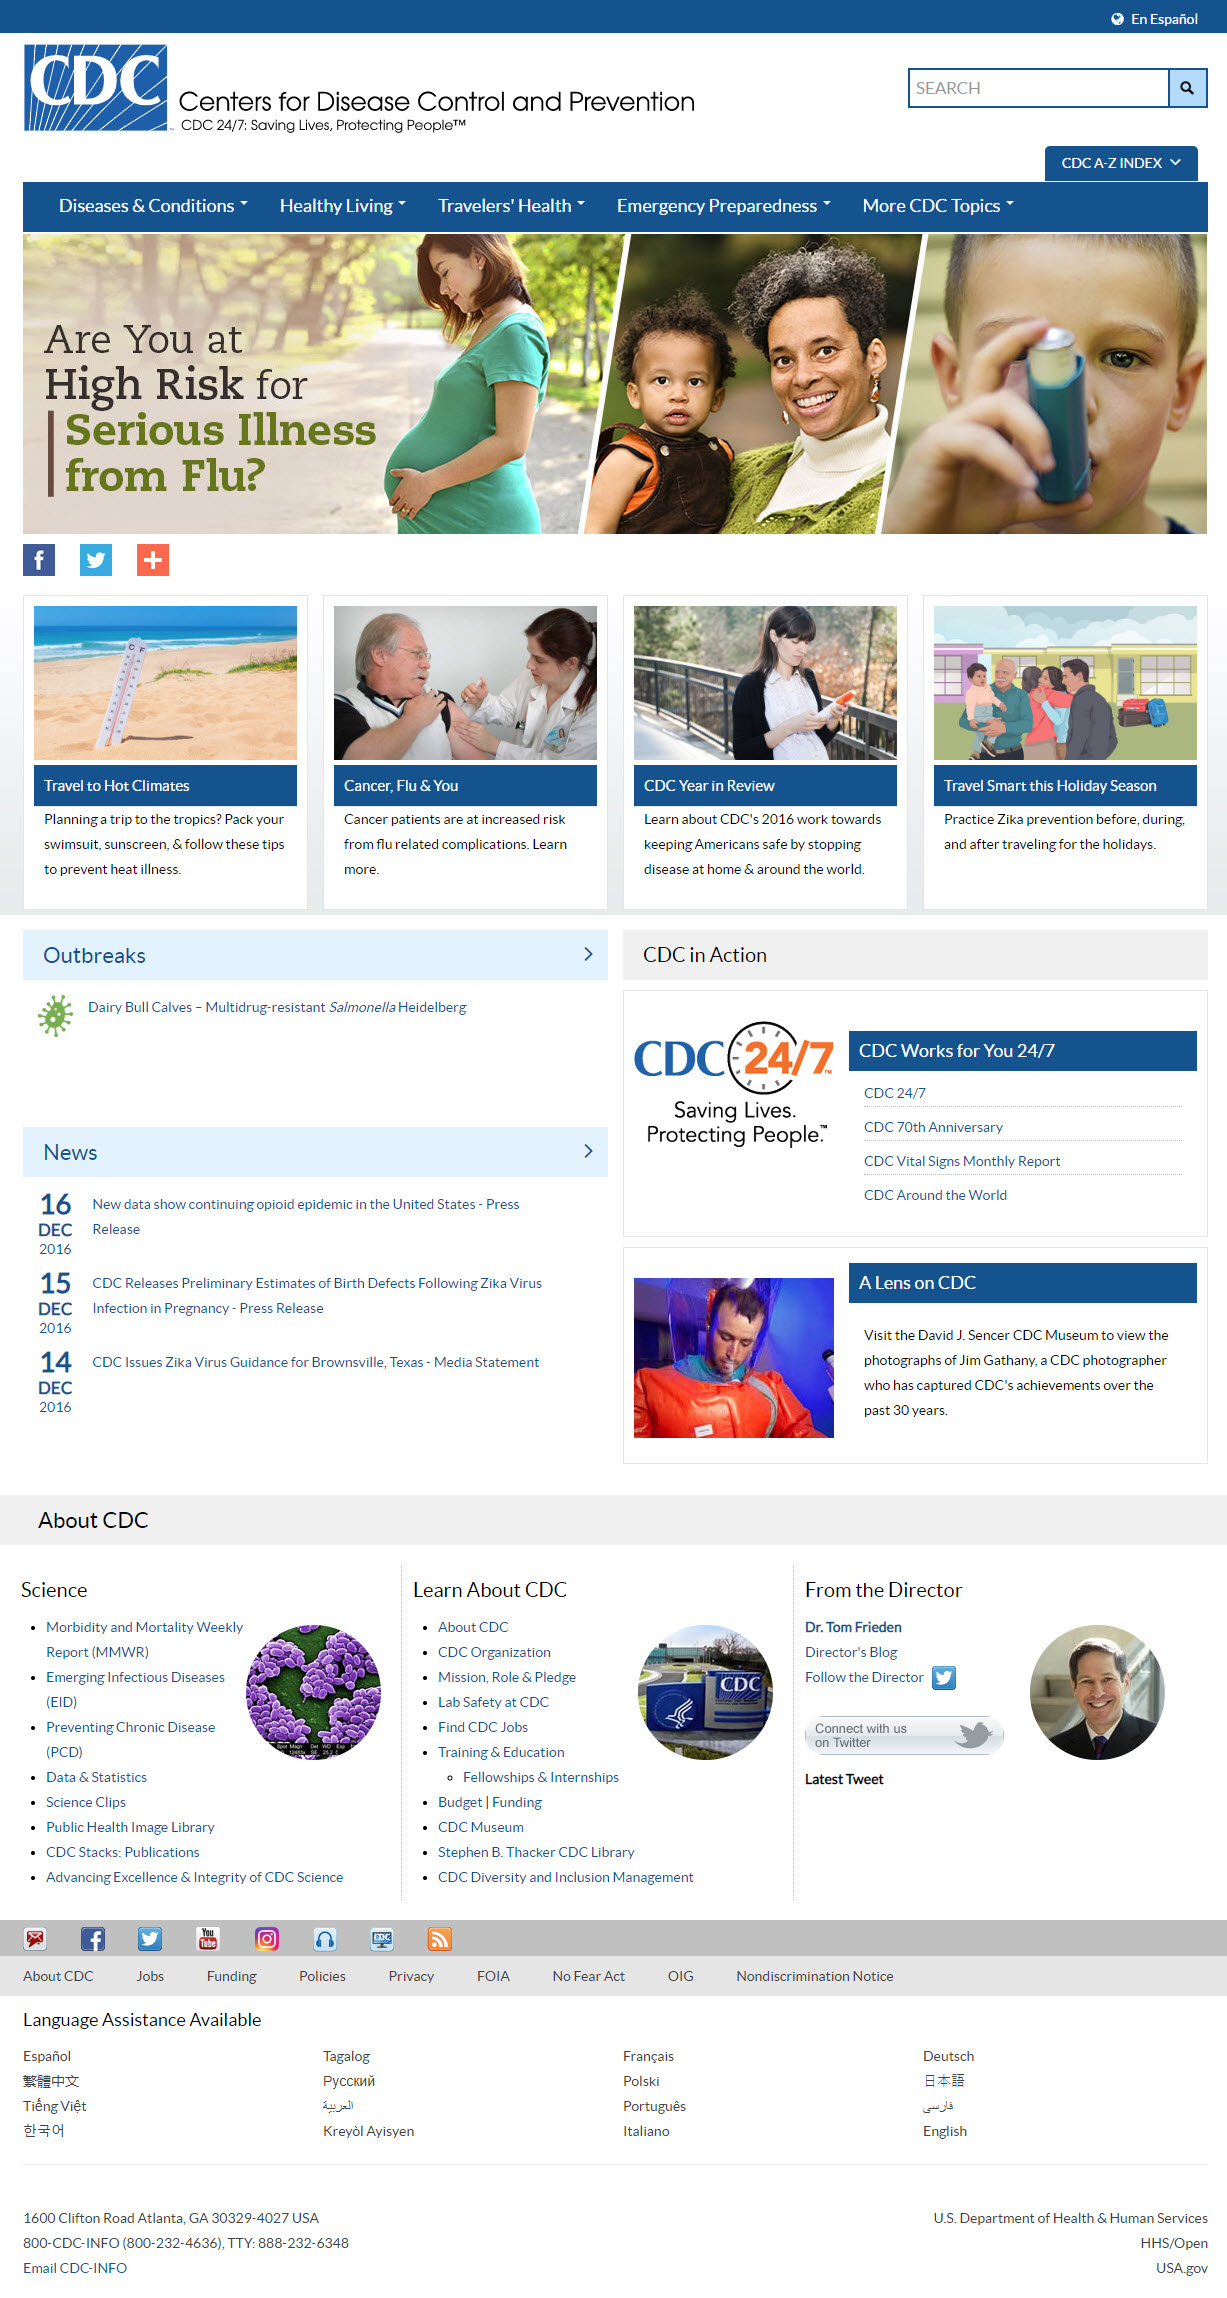 En Español
CDC
Centers for Disease Control and Prevention
CDC 24/7: Saving Lives, Protecting People™
SEARCH
CDC A-Z INDEX
Diseases & Conditions
Healthy Living
Travelers' Health
Emergency Preparedness
More CDC Topics
Are You at
High Risk for
Serious Illness
from Flu?
Travel to Hot Climates
Planning a trip to the tropics? Pack your
swimsuit, sunscreen, & follow these tips
to prevent heat illness.
Cancer, Flu & You
Cancer patients are at increased risk
from flu related complications. Learn
more.
CDC Year in Review
Learn about CDC's 2016 work towards
keeping Americans safe by stopping
disease at home & around the world.
Travel Smart this Holiday Season
Practice Zika prevention before, during,
and after traveling for the holidays.
Outbreaks
Dairy Bull Calves – Multidrug-resistant Salmonella Heidelberg
News
16
DEC
2016
New data show continuing opioid epidemic in the United States - Press
Release
15
DEC
2016
CDC Releases Preliminary Estimates of Birth Defects Following Zika Virus
Infection in Pregnancy - Press Release
14
DEC
2016
CDC Issues Zika Virus Guidance for Brownsville, Texas - Media Statement
CDC in Action
CDC 24/7™
Saving Lives.
Protecting People.™
CDC Works for You 24/7
CDC 24/7
CDC 70th Anniversary
CDC Vital Signs Monthly Report
CDC Around the World
A Lens on CDC
Visit the David J. Sencer CDC Museum to view the
photographs of Jim Gathany, a CDC photographer
who has captured CDC's achievements over the
past 30 years.
About CDC
Science
Morbidity and Mortality Weekly
Report (MMWR)
Emerging Infectious Diseases
(EID)
Preventing Chronic Disease
(PCD)
Data & Statistics
Science Clips
Public Health Image Library
CDC Stacks: Publications
Advancing Excellence & Integrity of CDC Science
Learn About CDC
About CDC
CDC Organization
Mission, Role & Pledge
Lab Safety at CDC
Find CDC Jobs
Training & Education
Fellowships & Internships
Budget | Funding
CDC Museum
Stephen B. Thacker CDC Library
CDC Diversity and Inclusion Management
CDC
From the Director
Dr. Tom Frieden
Director's Blog
Follow the Director
Connect with us
on Twitter
Latest Tweet
You
Tube
CDC
About CDC
Jobs
Funding
Policies
Privacy
FOIA
No Fear Act
OIG
Nondiscrimination Notice
Language Assistance Available
Español
Tagalog
Français
Deutsch
繁體中文
Русский
Polski
日本語
Tiếng Việt
العربية
Português
فارسی
한국어
Kreyòl Ayisyen
Italiano
English
1600 Clifton Road Atlanta, GA 30329-4027 USA
800-CDC-INFO (800-232-4636), TTY: 888-232-6348
Email CDC-INFO
U.S. Department of Health & Human Services
HHS/Open
USA.gov